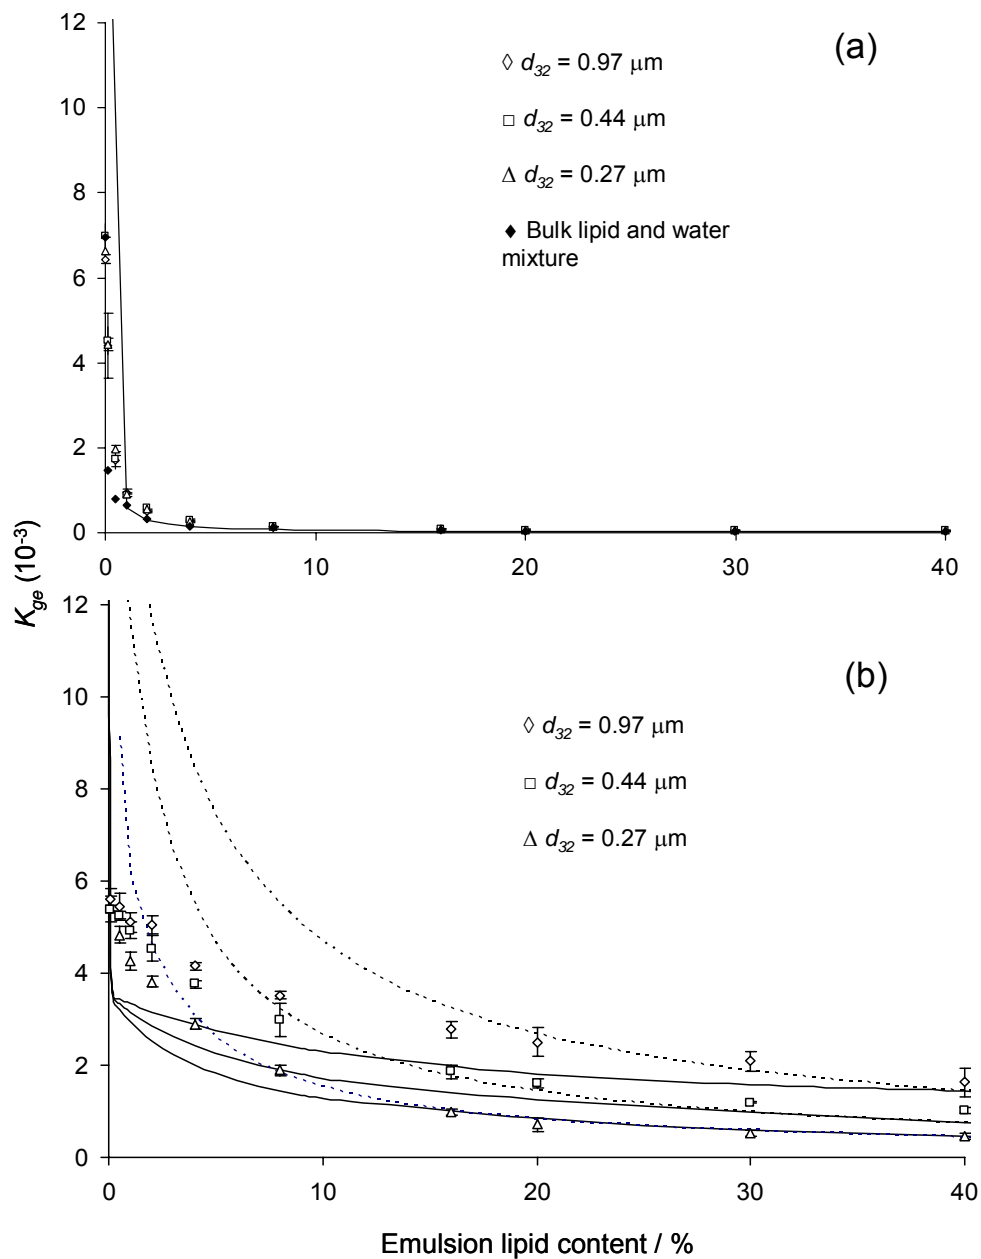 (a)
12
10
8
6
4
2
0
◊ d32 = 0.97 μm
□ d32 = 0.44 μm
Δ d32 = 0.27 μm
♦ Bulk lipid and water
mixture
0 10 20 30 40
Kge (10-3)
(b)
12
10
8
6
4
2
0
◊ d32 = 0.97 μm
□ d32 = 0.44 μm
Δ d32 = 0.27 μm
0 10 20 30 40
Emulsion lipid content / %